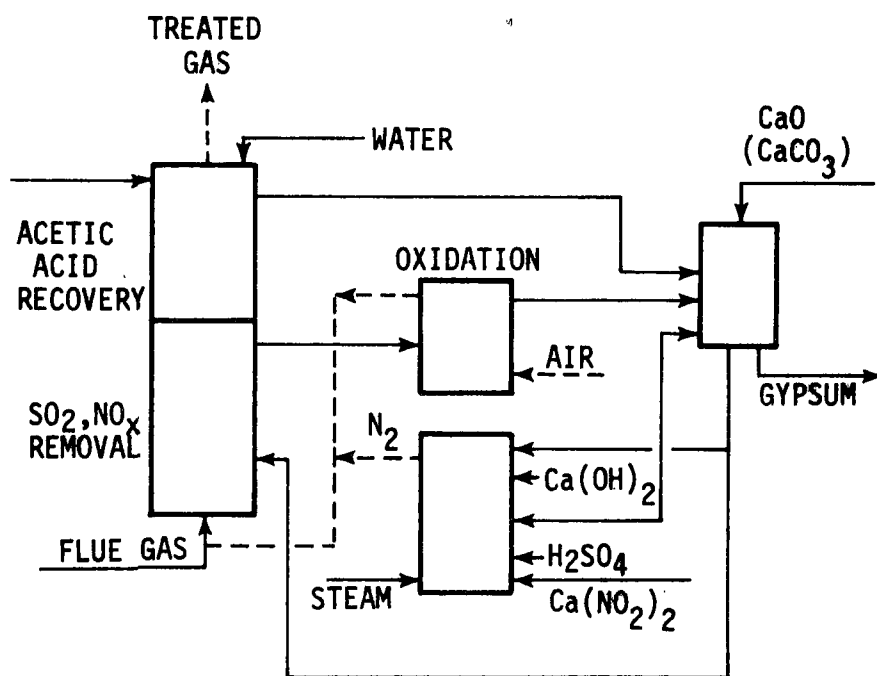 TREATED
GAS
WATER
CaO
(CaCO3)
ACETIC
ACID
RECOVERY
OXIDATION
AIR
GYPSUM
SO2,NOx
REMOVAL
N2
Ca(OH)2
FLUE GAS
H2SO4
STEAM
Ca(NO2)2